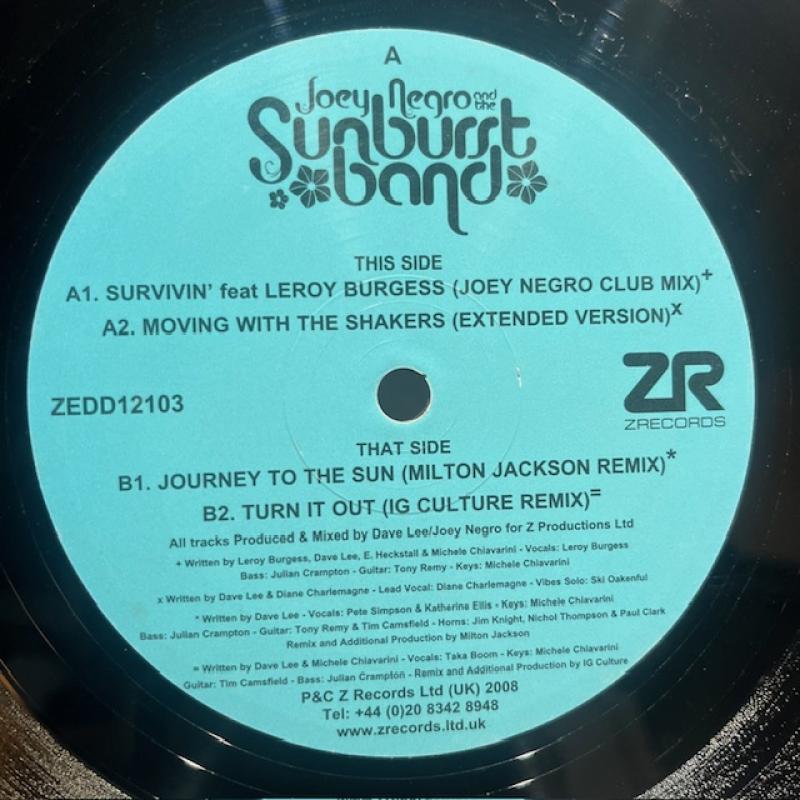 A
Joey Negro and the
Sunburst
band
THIS SIDE
A1. SURVIVIN' feat LEROY BURGESS (JOEY NEGRO CLUB MIX)+
A2. MOVING WITH THE SHAKERS (EXTENDED VERSION)x
ZEDD12103
ZR
ZRECORDS
THAT SIDE
B1. JOURNEY TO THE SUN (MILTON JACKSON REMIX)*
B2. TURN IT OUT (IG CULTURE REMIX)=
All tracks Produced & Mixed by Dave Lee/Joey Negro for Z Productions Ltd
+ Written by Leroy Burgess, Dave Lee, E. Heckstall & Michele Chiavarini - Vocals: Leroy Burgess
Bass: Julian Crampton - Guitar: Tony Remy - Keys: Michele Chiavarini
x Written by Dave Lee & Diane Charlemagne - Lead Vocal: Diane Charlemagne - Vibes Solo: Ski Oakenful
* Written by Dave Lee - Vocals: Pete Simpson & Katherine Ellis - Keys: Michele Chiavarini
Bass: Julian Crampton - Guitar: Tony Remy & Tim Camsfield - Horns: Jim Knight, Nichol Thompson & Paul Clark
Remix and Additional Production by Milton Jackson
= Written by Dave Lee & Michele Chiavarini - Vocals: Taka Boom - Keys: Michele Chiavarini
Guitar: Tim Camsfield - Bass: Julian Crampton - Remix and Additional Production by IG Culture
P&C Z Records Ltd (UK) 2008
Tel: +44 (0)20 8342 8948
www.zrecords.ltd.uk